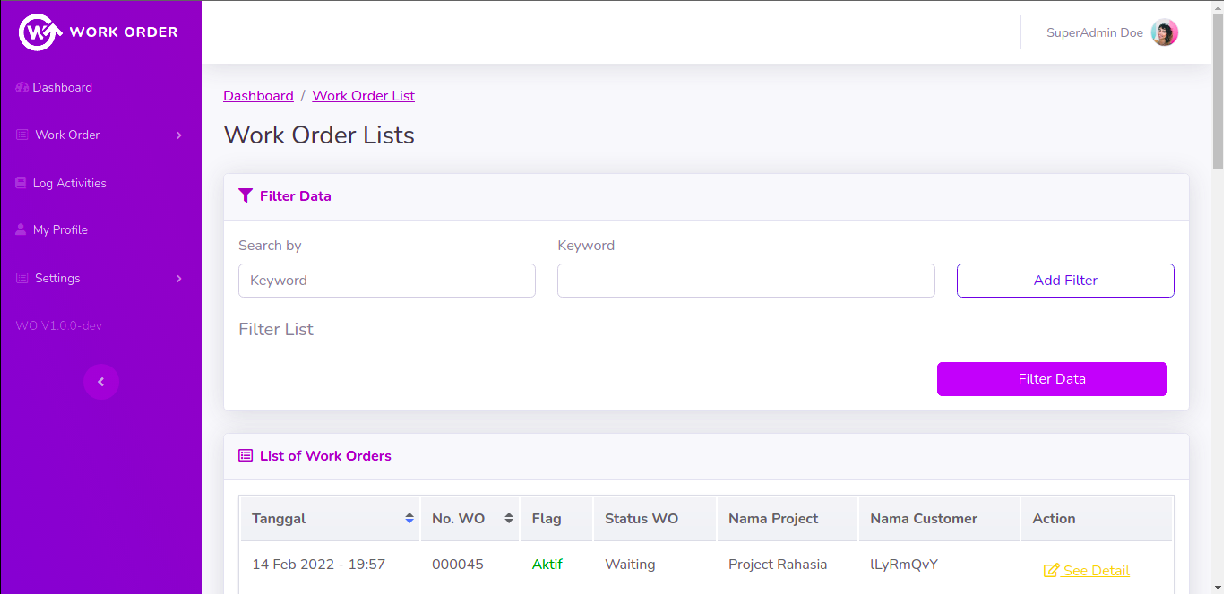 WORK ORDER
SuperAdmin Doe
Dashboard
Work Order
Log Activities
My Profile
Settings
WO V1.0.0-dev
Dashboard / Work Order List
Work Order Lists
Filter Data
Search by
Keyword
Keyword
Add Filter
Filter List
Filter Data
List of Work Orders
Tanggal No. WO Flag Status WO Nama Project Nama Customer Action
14 Feb 2022 - 19:57 000045 Aktif Waiting Project Rahasia lLyRmQvY See Detail